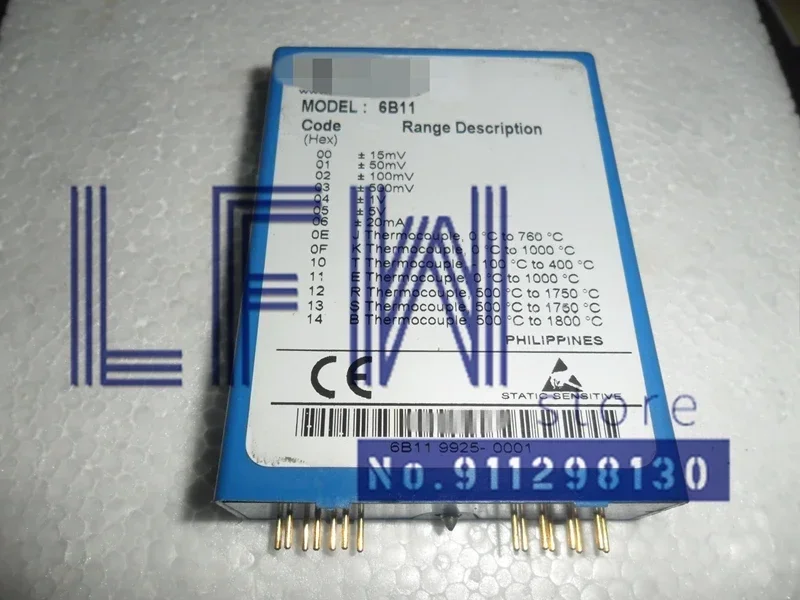 MODEL : 6B11
Code Range Description
(Hex)
00 ± 15mV
01 ± 50mV
02 ± 100mV
03 ± 500mV
04 ± 1V
05 ± 5V
06 ± 20mA
0E J Thermocouple, 0 °C to 760 °C
0F K Thermocouple, 0 °C to 1000 °C
10 T Thermocouple, - 100 °C to 400 °C
11 E Thermocouple, 0 °C to 1000 °C
12 R Thermocouple, 500 °C to 1750 °C
13 S Thermocouple, 500 °C to 1750 °C
14 B Thermocouple, 500 °C to 1800 °C
PHILIPPINES
CE
STATIC SENSITIVE
6B11 9925- 0001
LFW
store
No.911298130